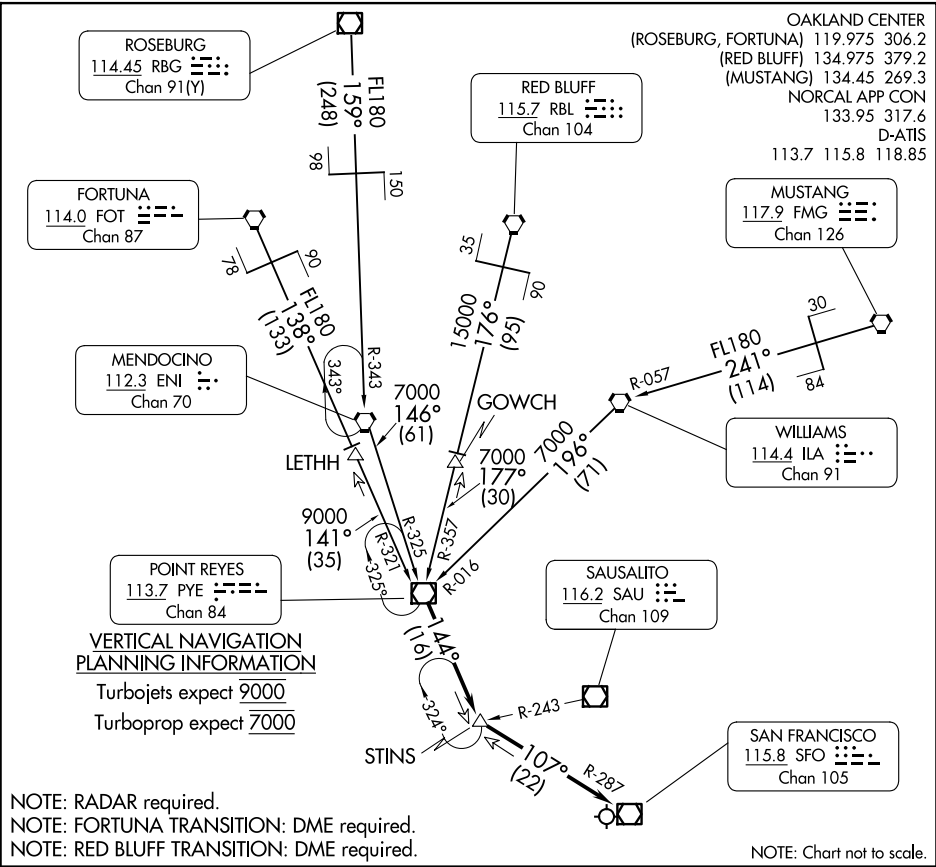 OAKLAND CENTER
(ROSEBURG, FORTUNA) 119.975 306.2
(RED BLUFF) 134.975 379.2
(MUSTANG) 134.45 269.3
NORCAL APP CON
133.95 317.6
D-ATIS
113.7 115.8 118.85
ROSEBURG
114.45 RBG
Chan 91(Y)
FL180
159°
(248)
98
150
RED BLUFF
115.7 RBL
Chan 104
FORTUNA
114.0 FOT
Chan 87
MUSTANG
117.9 FMG
Chan 126
78
90
FL180
138°
(133)
35
90
15000
176°
(95)
30
84
FL180
241°
(114)
R-057
MENDOCINO
112.3 ENI
Chan 70
343°
R-343
7000
146°
(61)
GOWCH
LETHH
7000
177°
(30)
7000
196°
(71)
WILLIAMS
114.4 ILA
Chan 91
9000
141°
(35)
R-321
R-325
R-357
R-016
325°
POINT REYES
113.7 PYE
Chan 84
SAUSALITO
116.2 SAU
Chan 109
144°
(16)
VERTICAL NAVIGATION
PLANNING INFORMATION
Turbojets expect 9000
Turboprop expect 7000
324°
R-243
STINS
107°
(22)
R-287
SAN FRANCISCO
115.8 SFO
Chan 105
NOTE: RADAR required.
NOTE: FORTUNA TRANSITION: DME required.
NOTE: RED BLUFF TRANSITION: DME required.
NOTE: Chart not to scale.